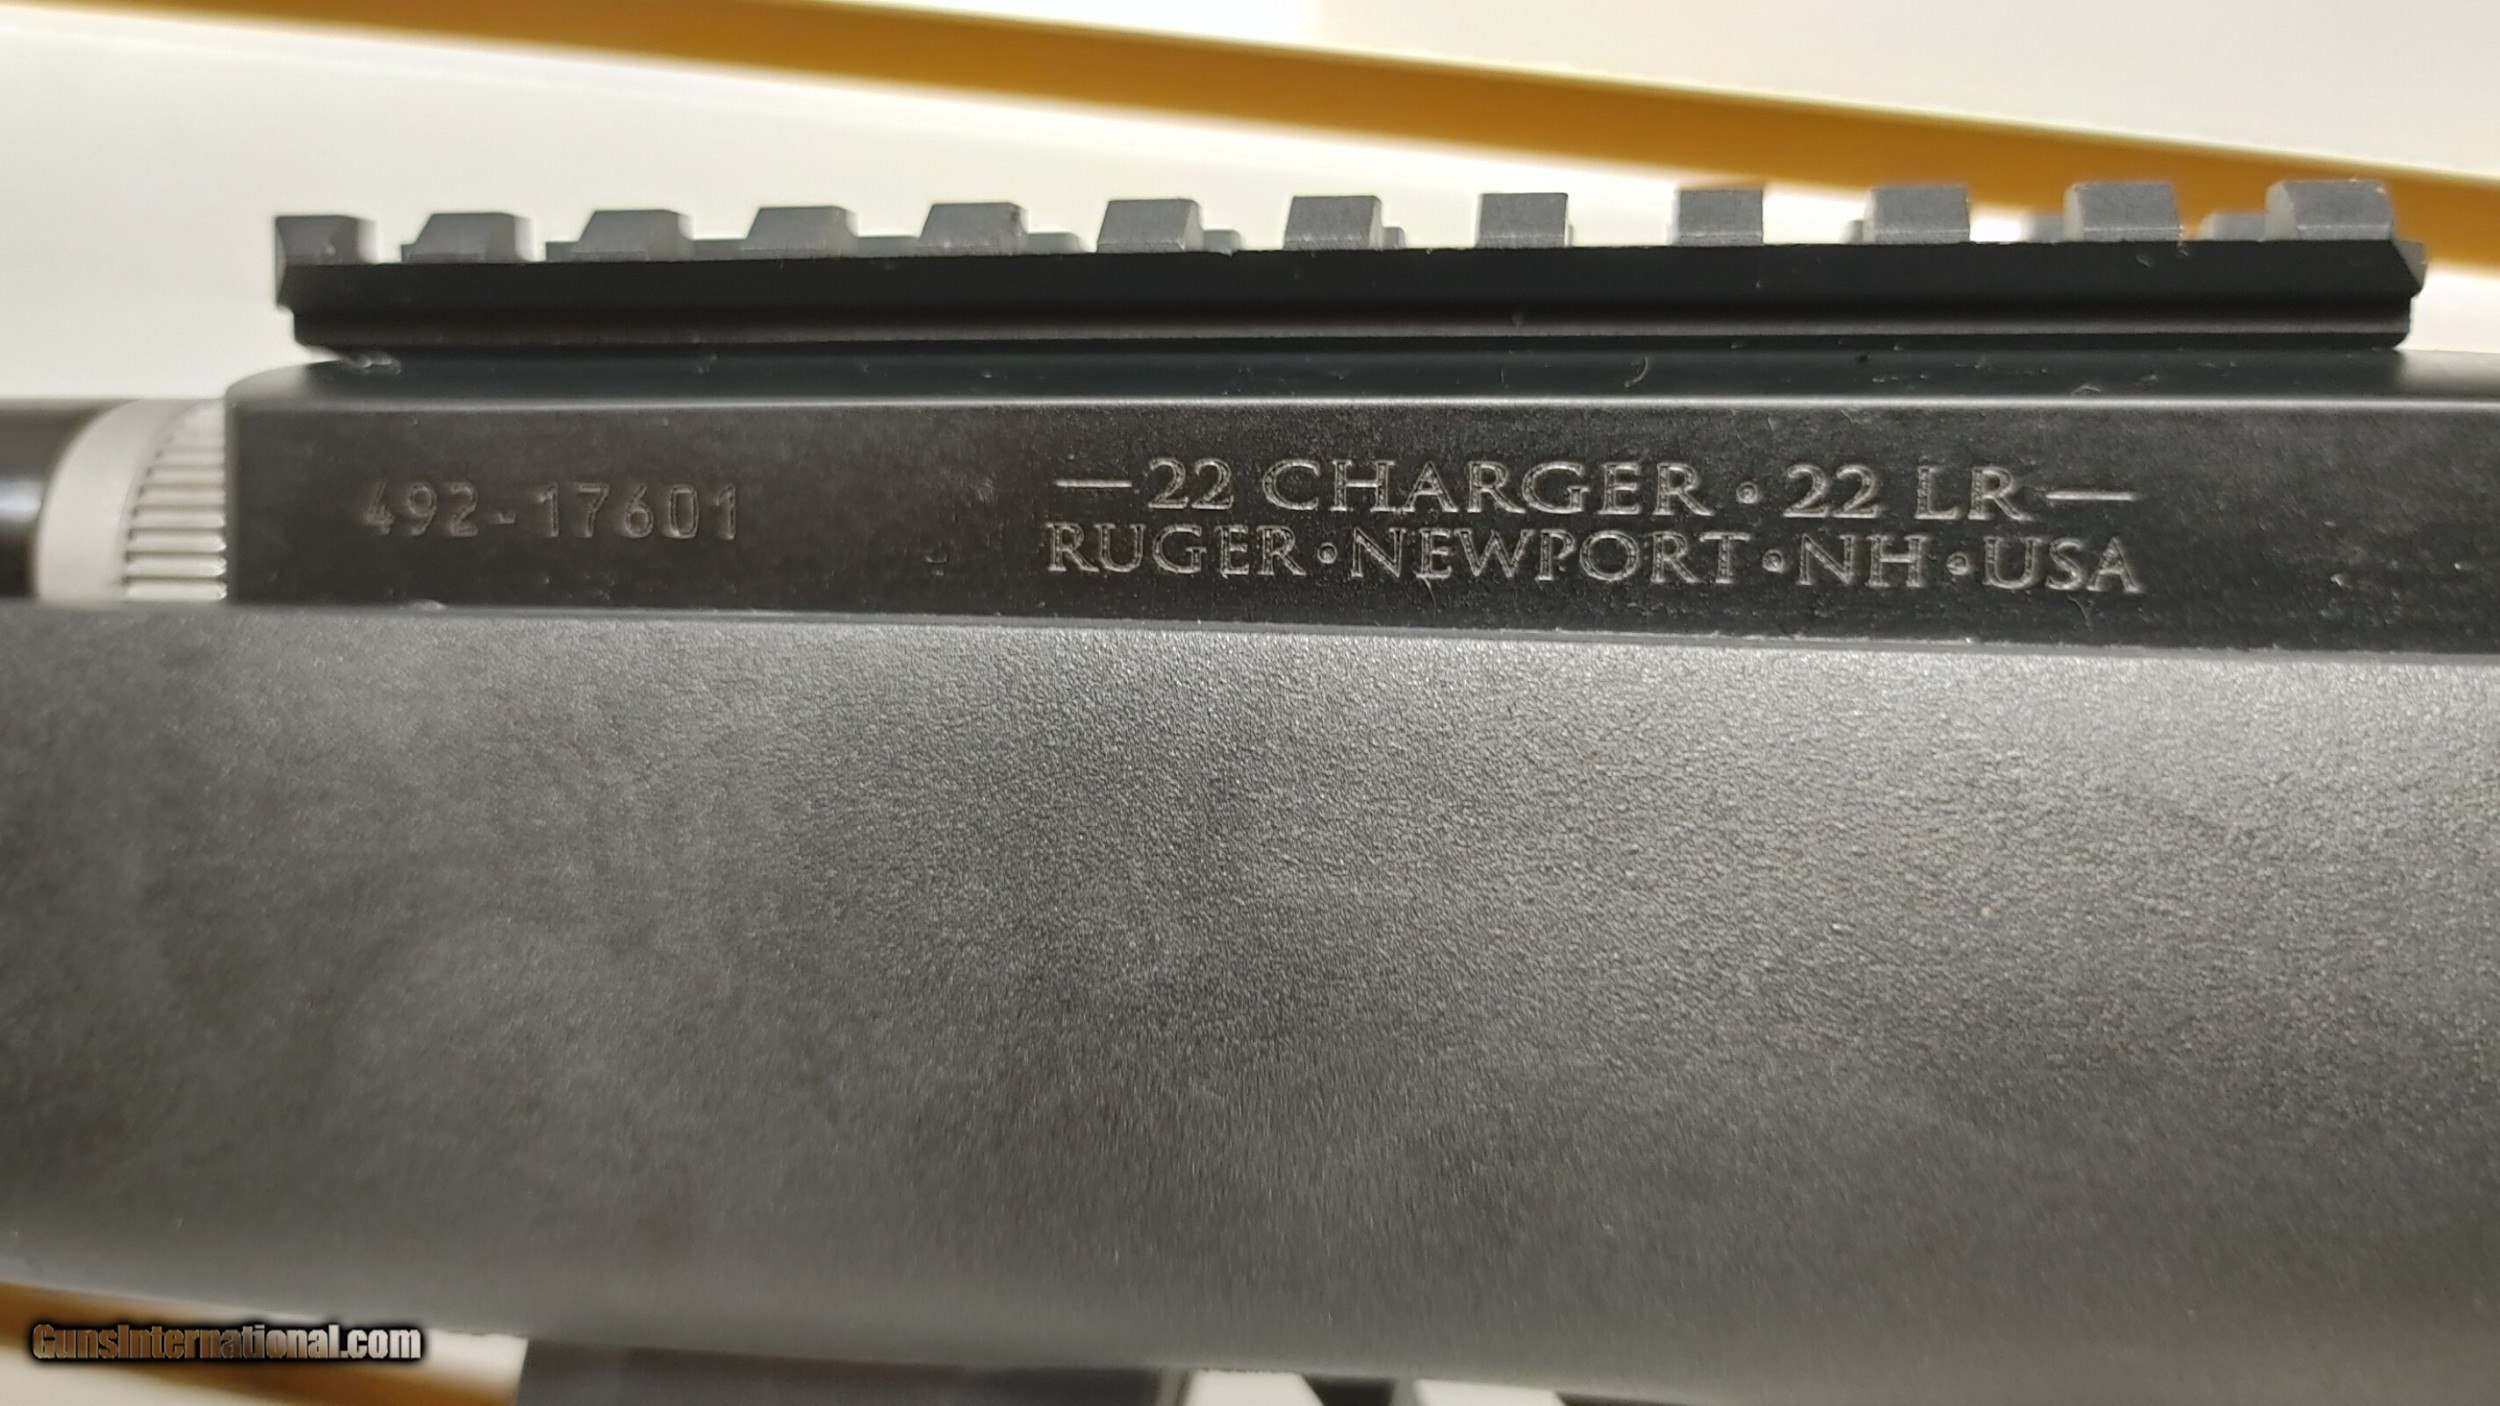 492-17601
—22 CHARGER • 22 LR—
RUGER • NEWPORT • NH • USA
GunsInternational.com